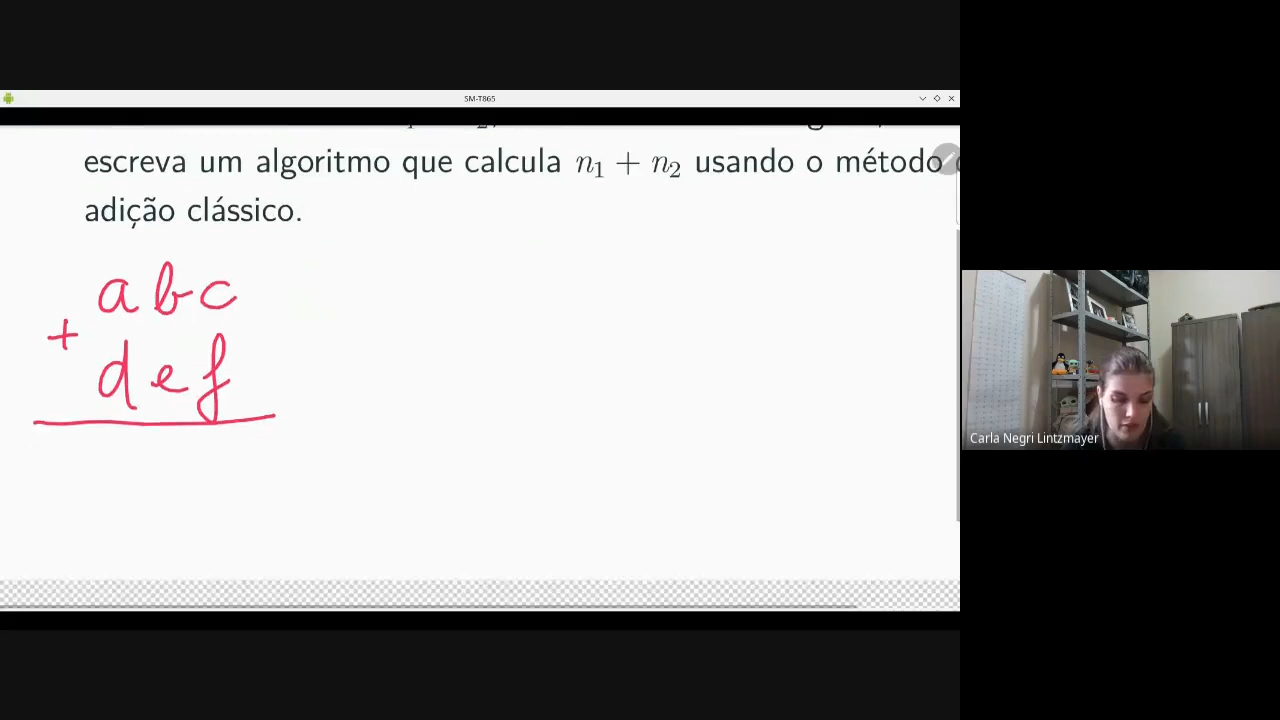 SM-T865
escreva um algoritmo que calcula n₁ + n₂ usando o método
adição clássico.
abc
+
def
Carla Negri Lintzmayer